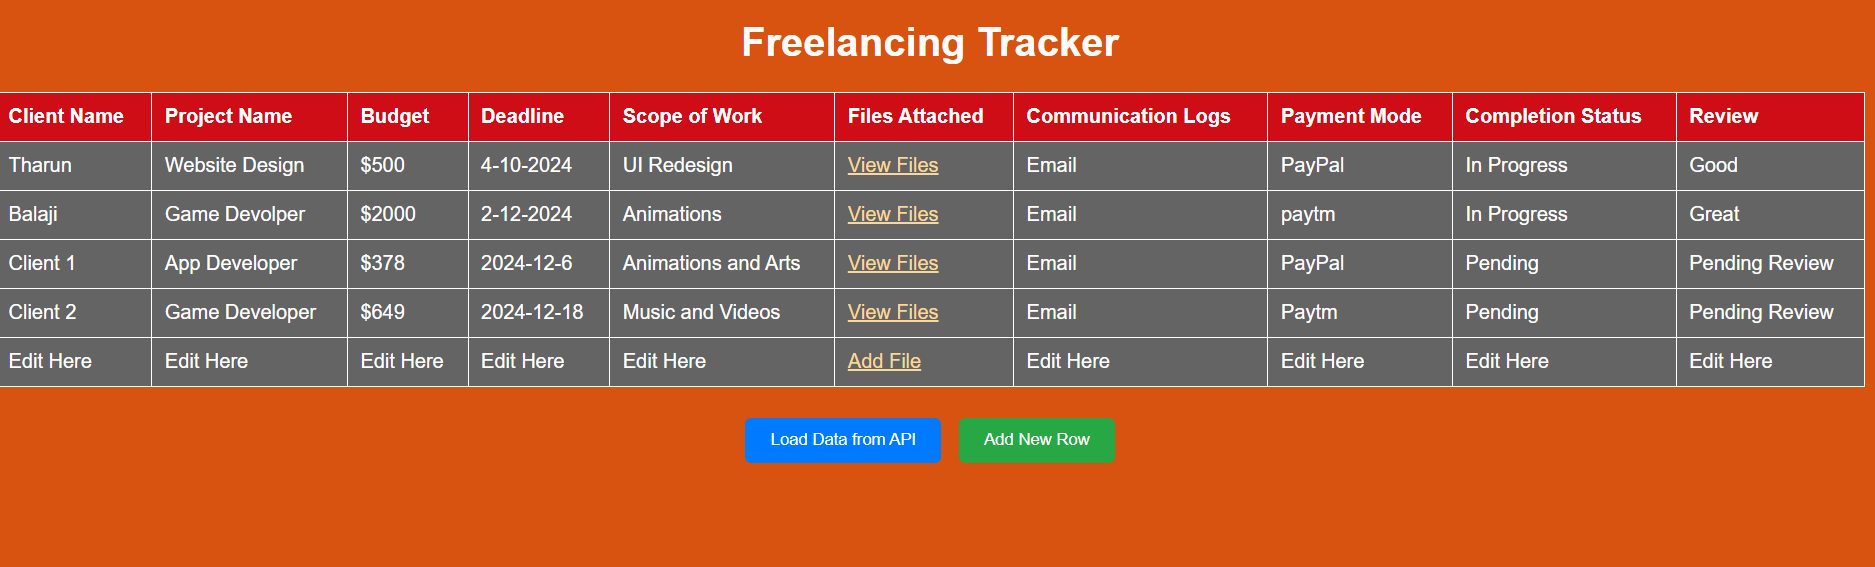 Freelancing Tracker
Client Name Project Name Budget Deadline Scope of Work Files Attached Communication Logs Payment Mode Completion Status Review
Tharun Website Design $500 4-10-2024 UI Redesign View Files Email PayPal In Progress Good
Balaji Game Devolper $2000 2-12-2024 Animations View Files Email paytm In Progress Great
Client 1 App Developer $378 2024-12-6 Animations and Arts View Files Email PayPal Pending Pending Review
Client 2 Game Developer $649 2024-12-18 Music and Videos View Files Email Paytm Pending Pending Review
Edit Here Edit Here Edit Here Edit Here Edit Here Add File Edit Here Edit Here Edit Here Edit Here
Load Data from API Add New Row